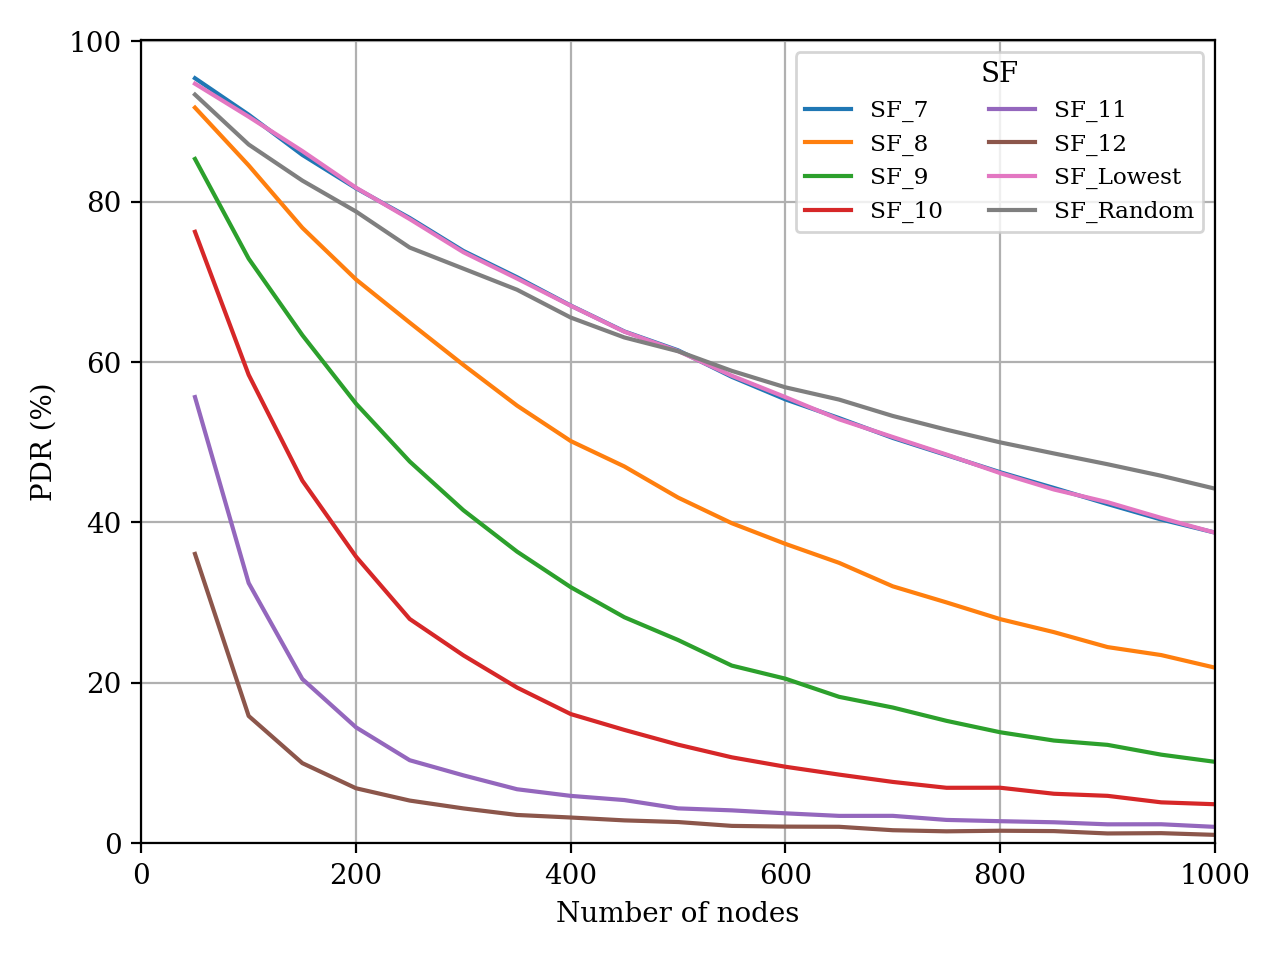 100
80
60
40
20
0
PDR (%)
0 200 400 600 800 1000
Number of nodes
SF
SF_7 SF_11
SF_8 SF_12
SF_9 SF_Lowest
SF_10 SF_Random